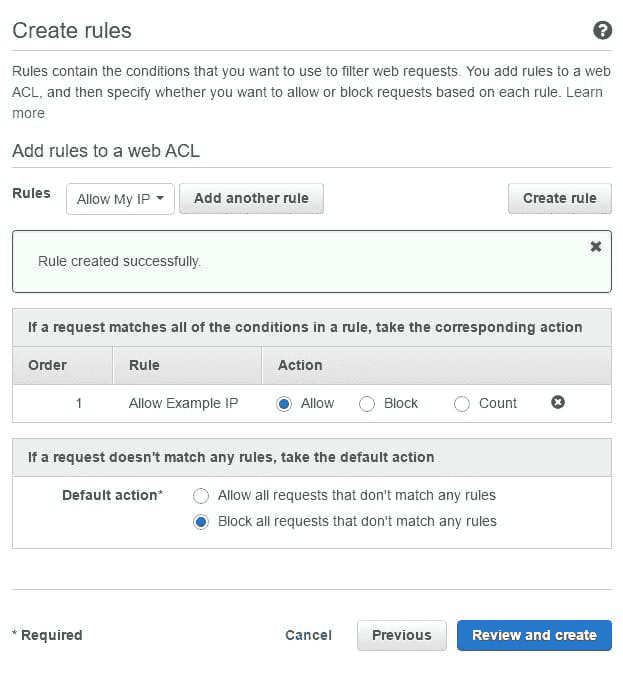 Create rules
Rules contain the conditions that you want to use to filter web requests. You add rules to a web
ACL, and then specify whether you want to allow or block requests based on each rule. Learn
more
Add rules to a web ACL
Rules Allow My IP Add another rule Create rule
Rule created successfully.
If a request matches all of the conditions in a rule, take the corresponding action
Order Rule Action
1 Allow Example IP Allow Block Count
If a request doesn't match any rules, take the default action
Default action* Allow all requests that don't match any rules
Block all requests that don't match any rules
* Required Cancel Previous Review and create